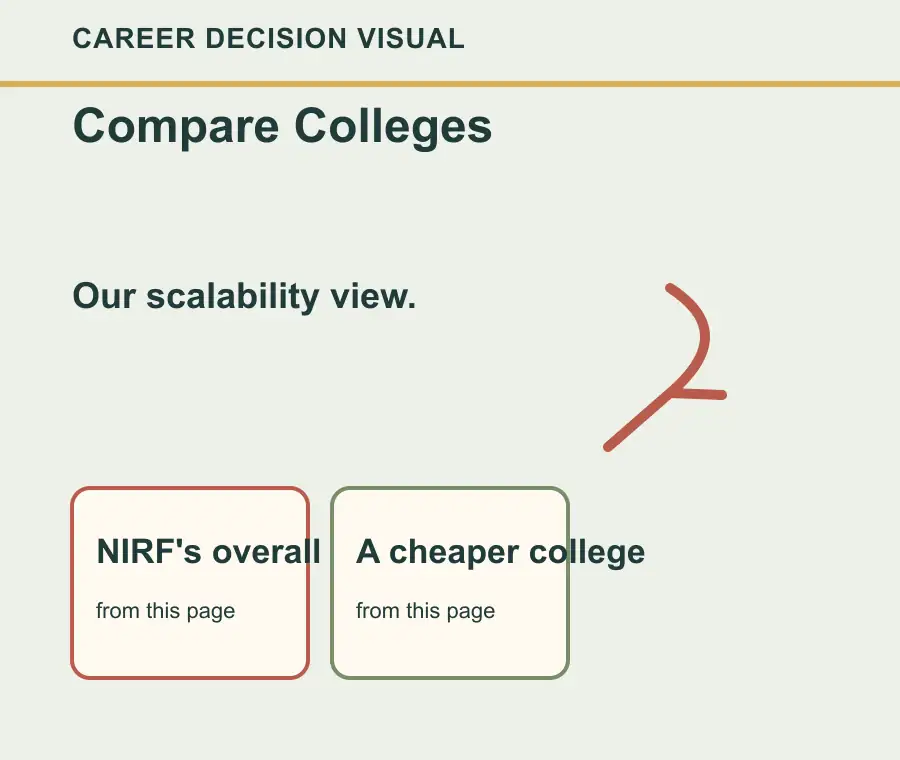 CAREER DECISION VISUAL
Compare Colleges
Our scalability view.
NIRF's overall
from this page
A cheaper college
from this page